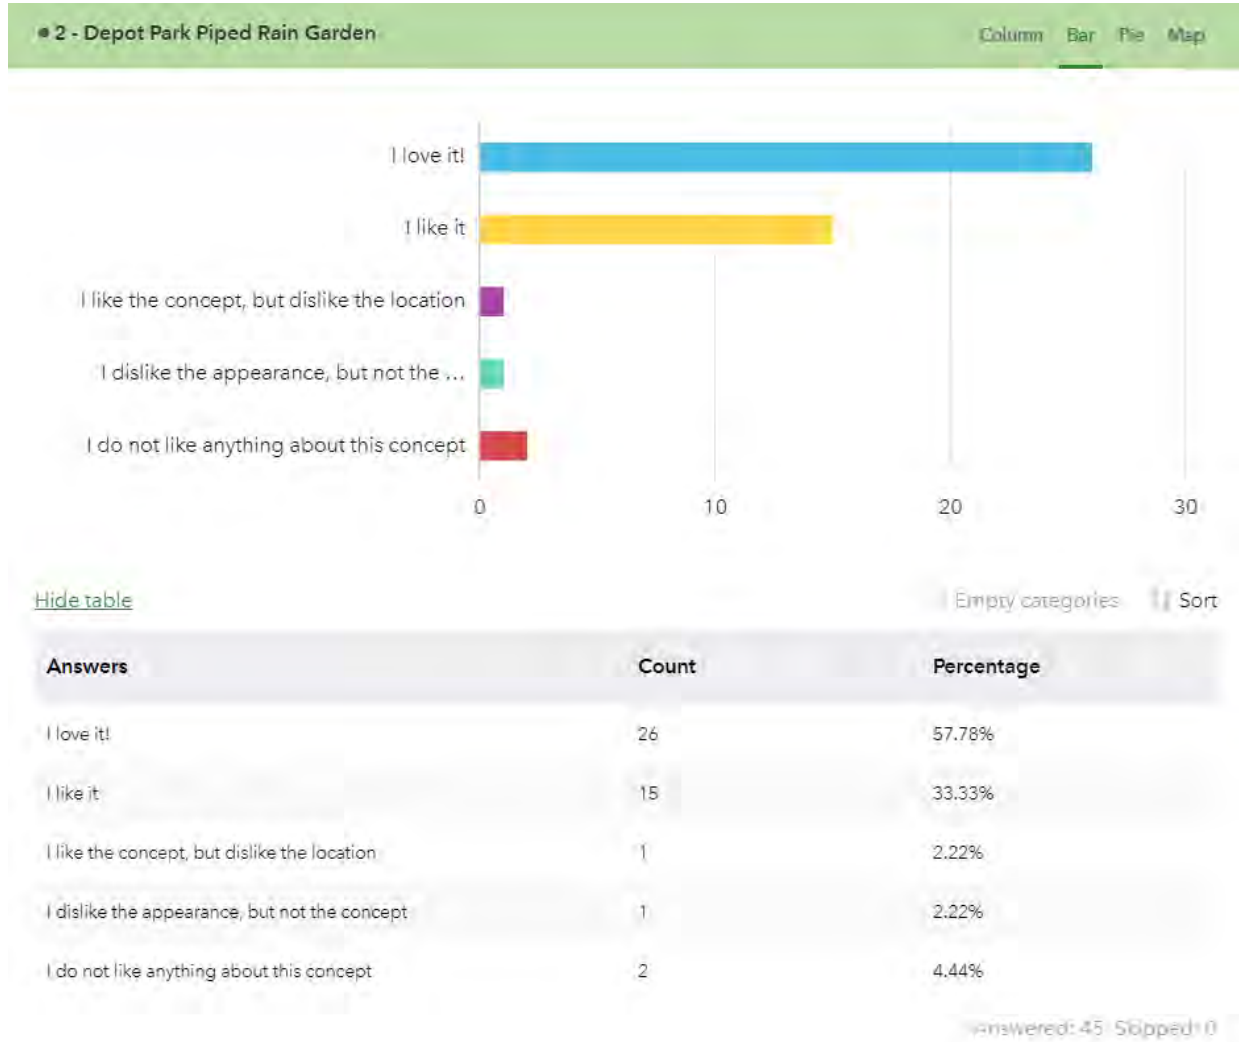 2 - Depot Park Piped Rain Garden
Column Bar Pie Map
I love it!
I like it
I like the concept, but dislike the location
I dislike the appearance, but not the ...
I do not like anything about this concept
0 10 20 30
Hide table
Empty categories Sort
Answers Count Percentage
I love it! 26 57.78%
I like it 15 33.33%
I like the concept, but dislike the location 1 2.22%
I dislike the appearance, but not the concept 1 2.22%
I do not like anything about this concept 2 4.44%
Answered: 45 Skipped: 0